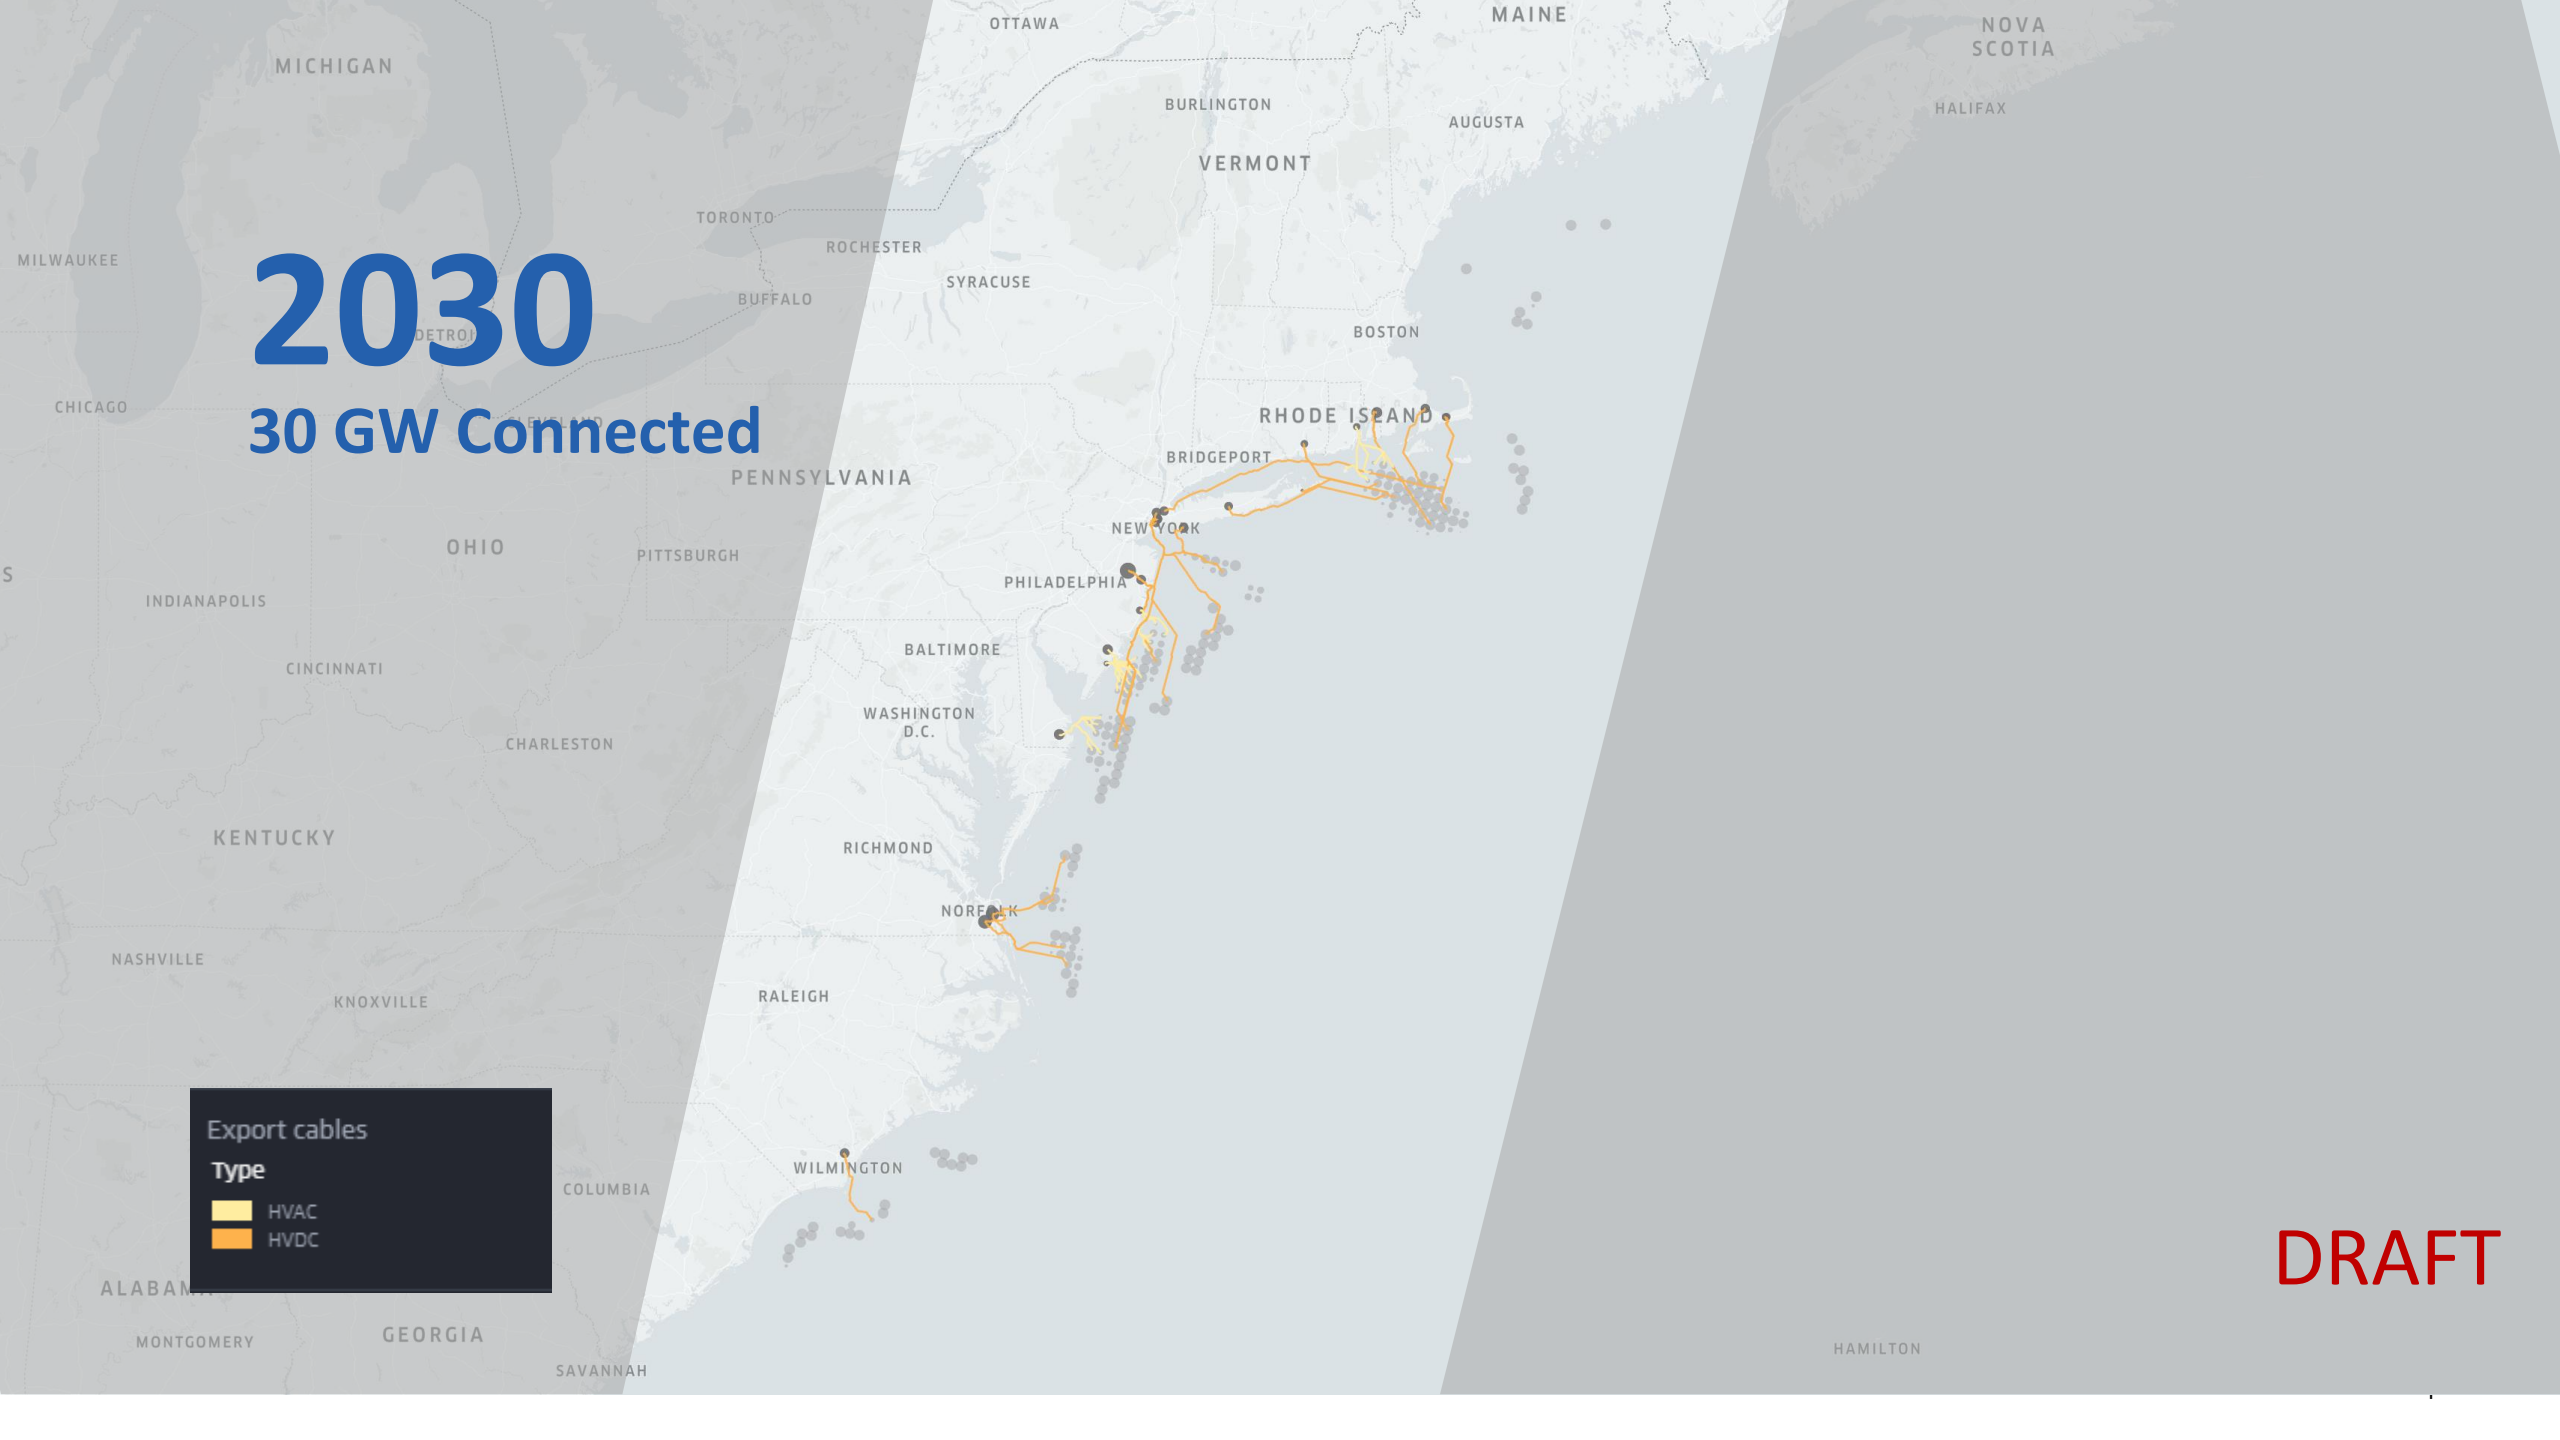 OTTAWA
MAINE
NOVA
SCOTIA
MICHIGAN
BURLINGTON
HALIFAX
AUGUSTA
VERMONT
TORONTO
ROCHESTER
MILWAUKEE
SYRACUSE
BUFFALO
2030
BOSTON
CHICAGO
RHODE ISLAND
30 GW Connected
BRIDGEPORT
PENNSYLVANIA
NEW YORK
OHIO
PITTSBURGH
S
PHILADELPHIA
INDIANAPOLIS
BALTIMORE
CINCINNATI
WASHINGTON
D.C.
CHARLESTON
KENTUCKY
RICHMOND
NORFOLK
NASHVILLE
RALEIGH
KNOXVILLE
Export cables
Type
WILMINGTON
COLUMBIA
HVAC
HVDC
DRAFT
ALABAM
GEORGIA
MONTGOMERY
HAMILTON
SAVANNAH